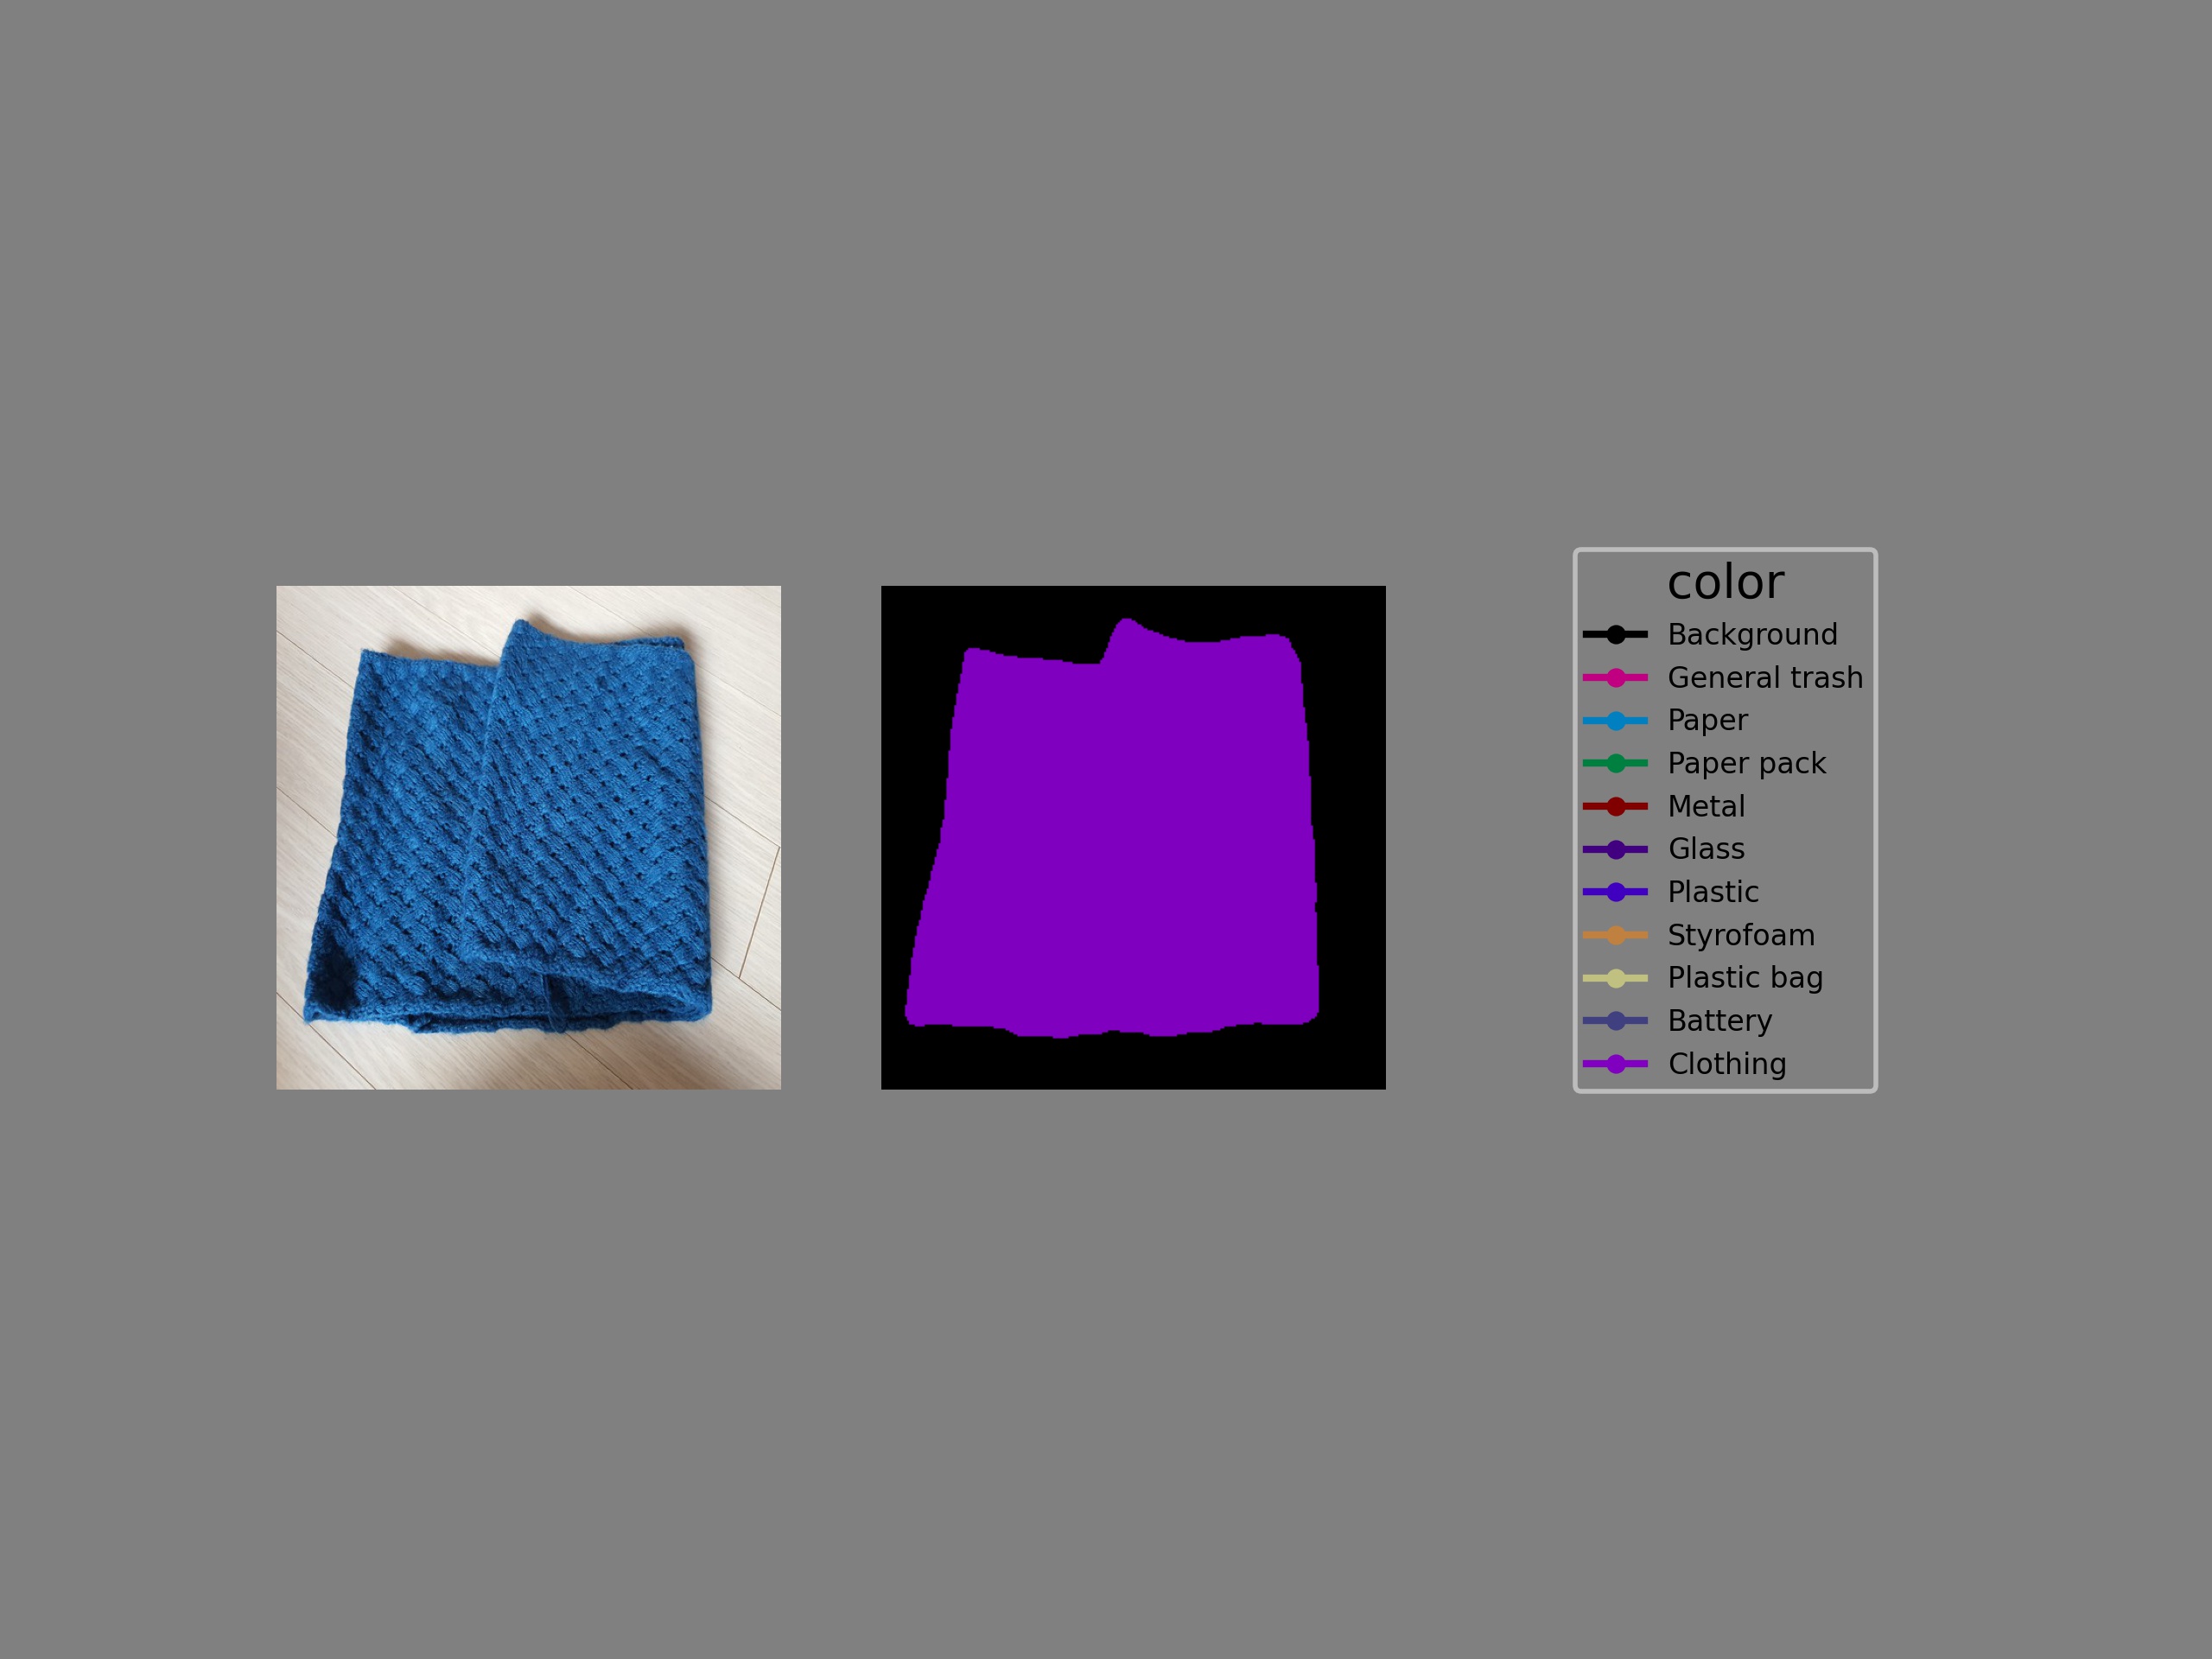 color
Background
General trash
Paper
Paper pack
Metal
Glass
Plastic
Styrofoam
Plastic bag
Battery
Clothing